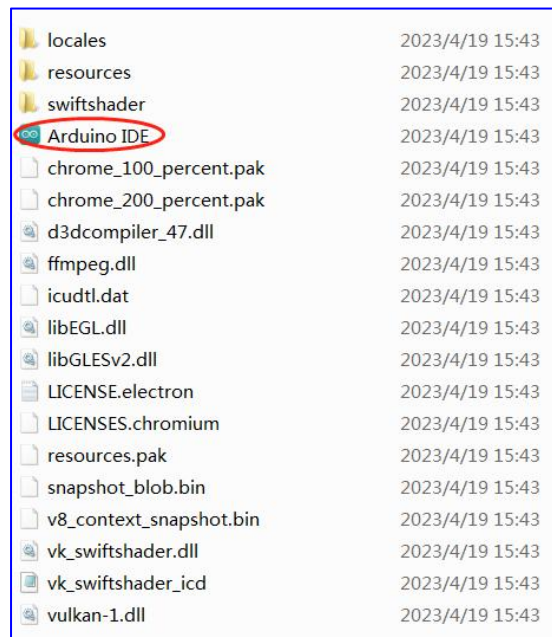 locales 2023/4/19 15:43
resources 2023/4/19 15:43
swiftshader 2023/4/19 15:43
Arduino IDE 2023/4/19 15:43
chrome_100_percent.pak 2023/4/19 15:43
chrome_200_percent.pak 2023/4/19 15:43
d3dcompiler_47.dll 2023/4/19 15:43
ffmpeg.dll 2023/4/19 15:43
icudtl.dat 2023/4/19 15:43
libEGL.dll 2023/4/19 15:43
libGLESv2.dll 2023/4/19 15:43
LICENSE.electron 2023/4/19 15:43
LICENSES.chromium 2023/4/19 15:43
resources.pak 2023/4/19 15:43
snapshot_blob.bin 2023/4/19 15:43
v8_context_snapshot.bin 2023/4/19 15:43
vk_swiftshader.dll 2023/4/19 15:43
vk_swiftshader_icd 2023/4/19 15:43
vulkan-1.dll 2023/4/19 15:43